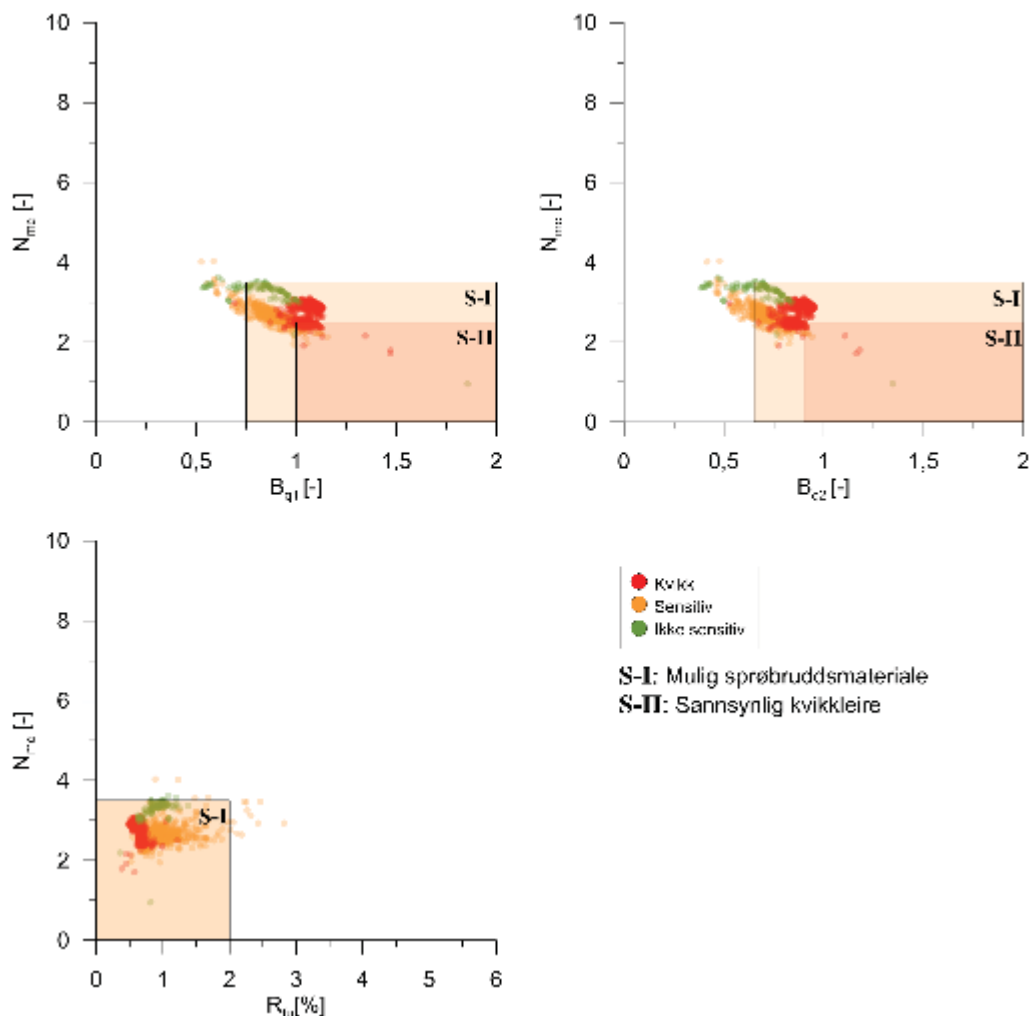 10
8
6
4
2
0
N [-]
S-I
S-II
0 0,5 1 1,5 2
B [-]
10
8
6
4
2
0
N [-]
S-I
S-II
0 0,5 1 1,5 2
B [-]
10
8
6
4
2
0
N [-]
S-I
0 1 2 3 4 5 6
R [%]
Kvikk
Sensitiv
Ikke sensitiv
S-I: Mulig sprøbruddsmateriale
S-II: Sannsynlig kvikkleire